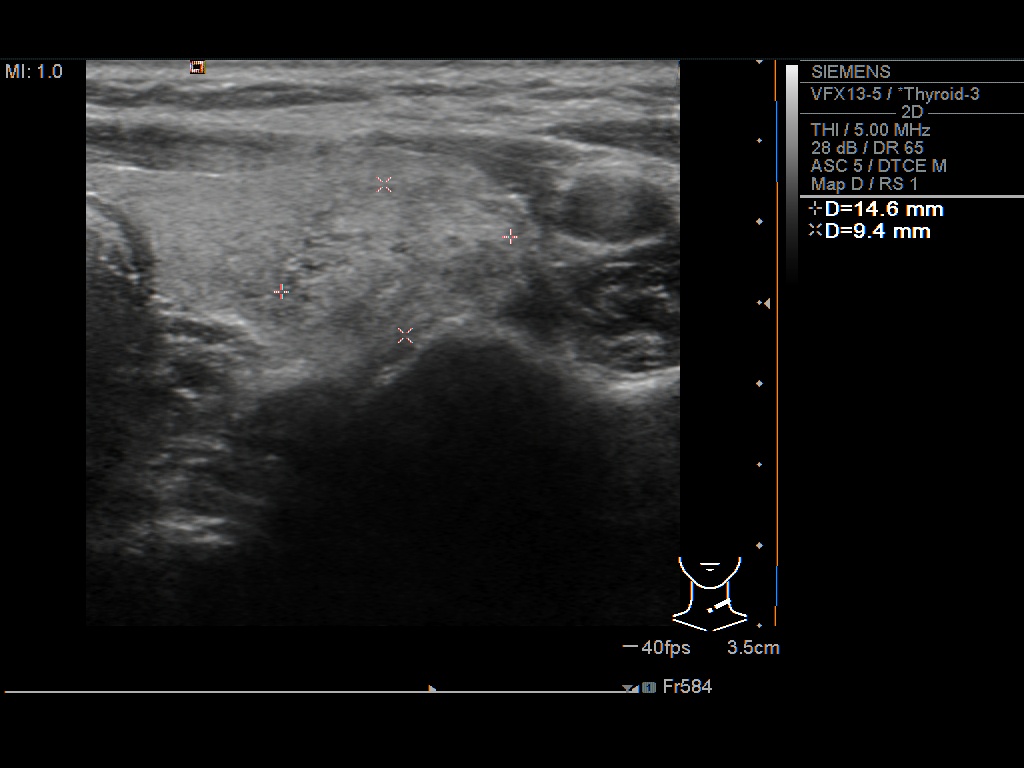 MI: 1.0
SIEMENS
VFX13-5 / *Thyroid-3
2D
THI / 5.00 MHz
28 dB / DR 65
ASC 5 / DTCE M
Map D / RS 1
D=14.6 mm
D=9.4 mm
40fps 3.5cm
Fr584